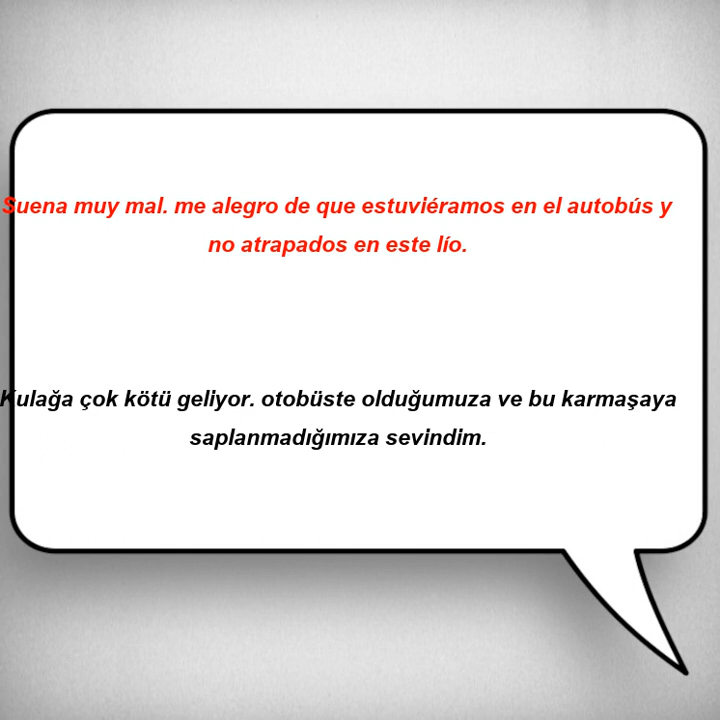 Suena muy mal. me alegro de que estuviéramos en el autobús y
no atrapados en este lío.
Kulağa çok kötü geliyor. otobüste olduğumuza ve bu karmaşaya
saplanmadığımıza sevindim.